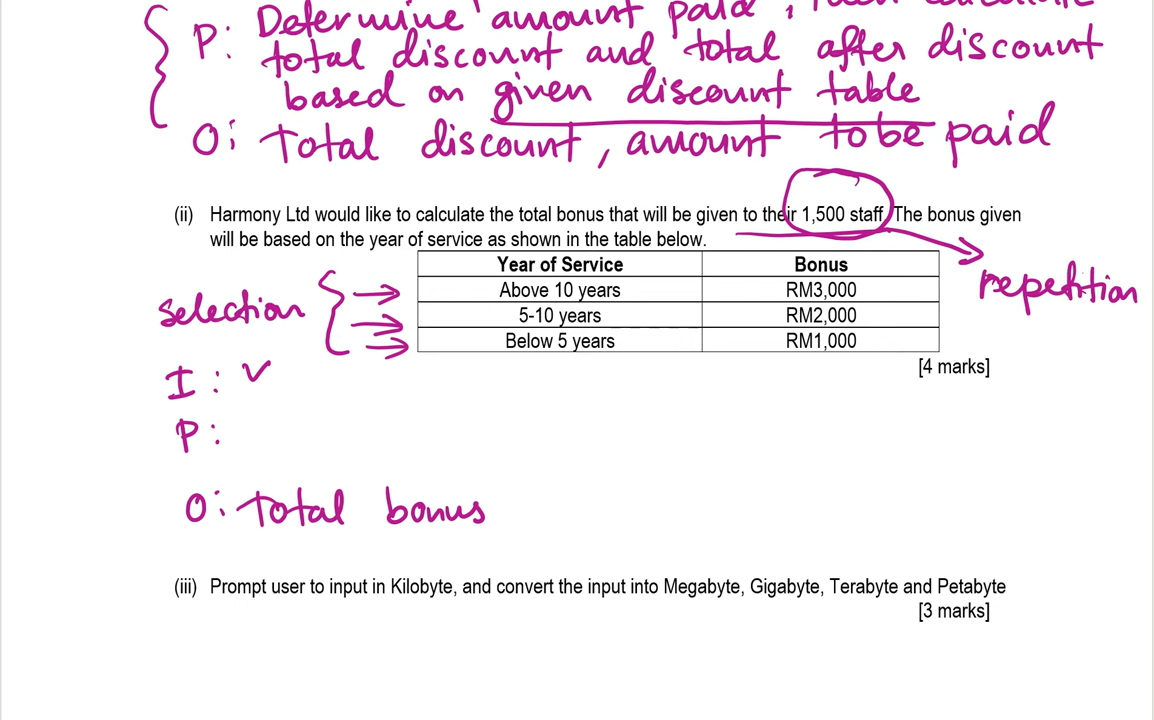 P: Determine amount paid, then calculate
total discount and total after discount
based on given discount table
O: Total discount, amount to be paid
(ii) Harmony Ltd would like to calculate the total bonus that will be given to their 1,500 staff. The bonus given
will be based on the year of service as shown in the table below.
Year of Service Bonus
Above 10 years RM3,000
5-10 years RM2,000
Below 5 years RM1,000
repetition
selection
[4 marks]
I:
P:
O: Total bonus
(iii) Prompt user to input in Kilobyte, and convert the input into Megabyte, Gigabyte, Terabyte and Petabyte
[3 marks]